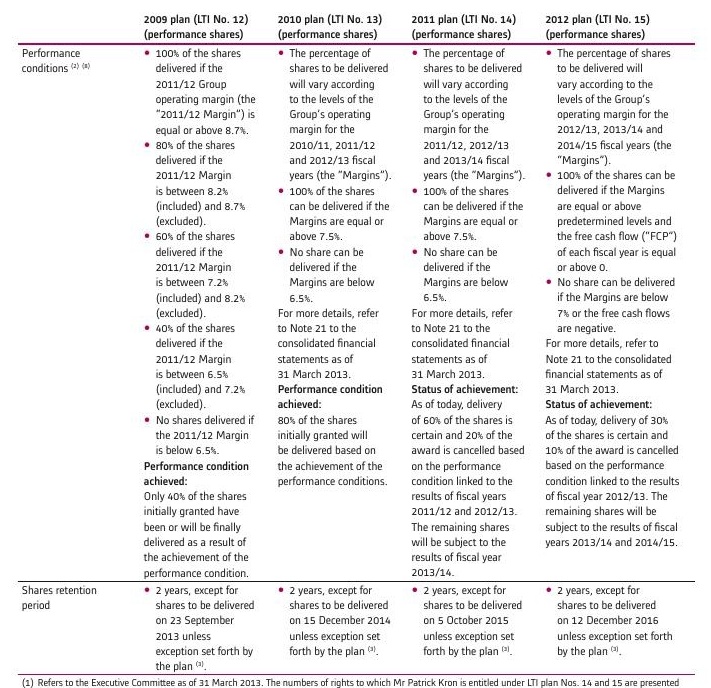 2009 plan (LTI No. 12)
(performance shares)
2010 plan (LTI No. 13)
(performance shares)
2011 plan (LTI No. 14)
(performance shares)
2012 plan (LTI No. 15)
(performance shares)
Performance
conditions (2) (8)
• 100% of the shares
delivered if the
2011/12 Group
operating margin (the
"2011/12 Margin") is
equal or above 8.7%.
• 80% of the shares
delivered if the
2011/12 Margin
is between 8.2%
(included) and 8.7%
(excluded).
• 60% of the shares
delivered if the
2011/12 Margin
is between 7.2%
(included) and 8.2%
(excluded).
• 40% of the shares
delivered if the
2011/12 Margin
is between 6.5%
(included) and 7.2%
(excluded).
• No shares delivered if
the 2011/12 Margin
is below 6.5%.
Performance condition
achieved:
Only 40% of the shares
initially granted have
been or will be finally
delivered as a result of
the achievement of the
performance condition.
• The percentage of
shares to be delivered
will vary according
to the levels of the
Group's operating
margin for the
2010/11, 2011/12
and 2012/13 fiscal
years (the "Margins").
• 100% of the shares
can be delivered if the
Margins are equal or
above 7.5%.
• No share can be
delivered if the
Margins are below
6.5%.
For more details, refer
to Note 21 to the
consolidated financial
statements as of
31 March 2013.
Performance condition
achieved:
80% of the shares
initially granted will
be delivered based on
the achievement of the
performance conditions.
• The percentage of
shares to be delivered
will vary according
to the levels of the
Group's operating
margin for the
2011/12, 2012/13
and 2013/14 fiscal
years (the "Margins").
• 100% of the shares
can be delivered if the
Margins are equal or
above 7.5%.
• No share can be
delivered if the
Margins are below
6.5%.
For more details, refer
to Note 21 to the
consolidated financial
statements as of
31 March 2013.
Status of achievement:
As of today, delivery
of 60% of the shares is
certain and 20% of the
award is cancelled based
on the performance
condition linked to the
results of fiscal years
2011/12 and 2012/13.
The remaining shares
will be subject to the
results of fiscal year
2013/14.
• The percentage of shares
to be delivered will
vary according to the
levels of the Group's
operating margin for the
2012/13, 2013/14 and
2014/15 fiscal years (the
"Margins").
• 100% of the shares can be
delivered if the Margins
are equal or above
predetermined levels and
the free cash flow ("FCP")
of each fiscal year is equal
or above 0.
• No share can be delivered
if the Margins are below
7% or the free cash flows
are negative.
For more details, refer to
Note 21 to the consolidated
financial statements as of
31 March 2013.
Status of achievement:
As of today, delivery of 30%
of the shares is certain and
10% of the award is cancelled
based on the performance
condition linked to the results
of fiscal year 2012/13. The
remaining shares will be
subject to the results of fiscal
years 2013/14 and 2014/15.
Shares retention
period
• 2 years, except for
shares to be delivered
on 23 September
2013 unless
exception set forth by
the plan (3).
• 2 years, except for
shares to be delivered
on 15 December 2014
unless exception set
forth by the plan (3).
• 2 years, except for
shares to be delivered
on 5 October 2015
unless exception set
forth by the plan (3).
• 2 years, except for
shares to be delivered
on 12 December 2016
unless exception set forth
by the plan (3).
(1) Refers to the Executive Committee as of 31 March 2013. The numbers of rights to which Mr Patrick Kron is entitled under LTI plan Nos. 14 and 15 are presented